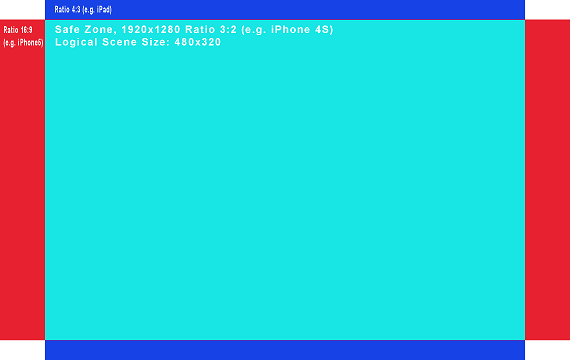 Ratio 4:3 (e.g. iPad)
Ratio 16:9
(e.g. iPhone5)
Safe Zone, 1920x1280 Ratio 3:2 (e.g. iPhone 4S)
Logical Scene Size: 480x320